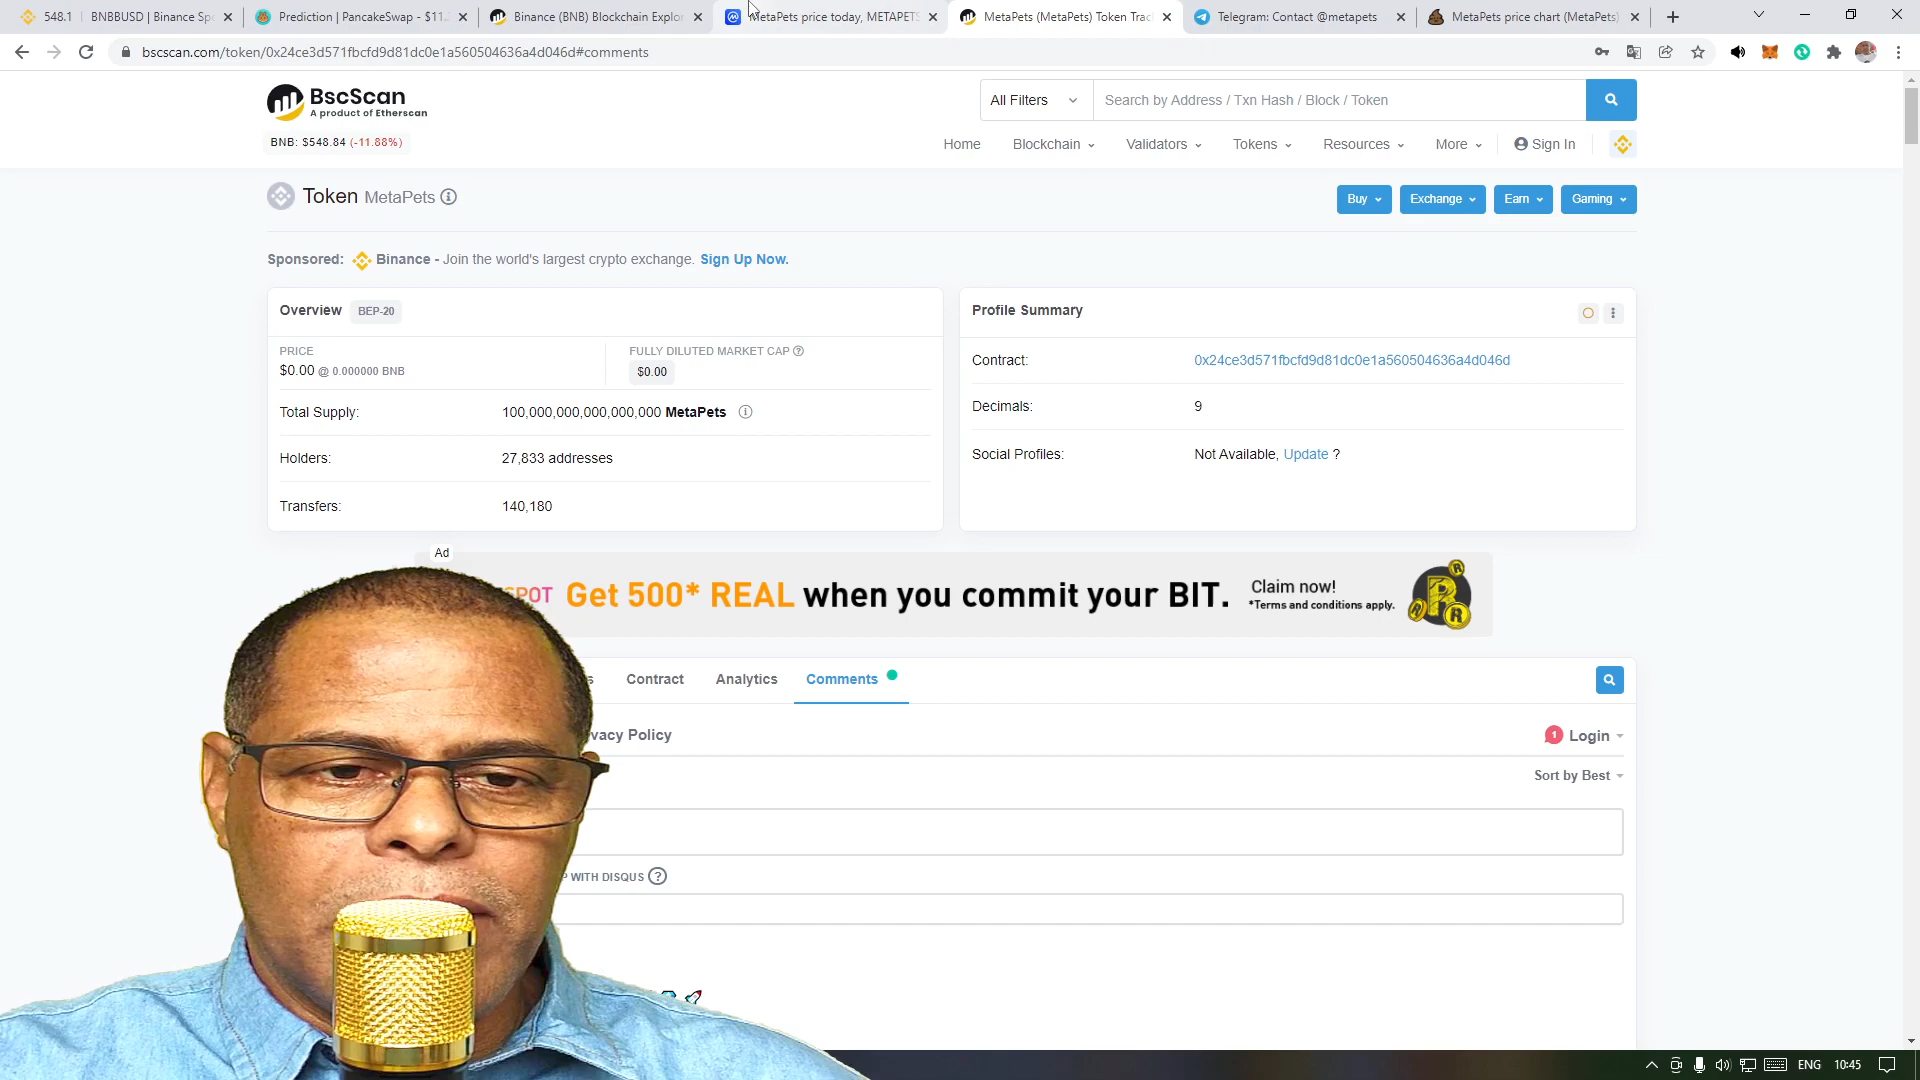 548.1 BNBBUSD | Binance Spo
Prediction | PancakeSwap - $11.
Binance (BNB) Blockchain Explor
MetaPets price today, METAPETS
MetaPets (MetaPets) Token Trac
Telegram: Contact @metapets
MetaPets price chart (MetaPets)
bscscan.com/token/0x24ce3d571fbcfd9d81dc0e1a560504636a4d046d#comments
BscScan
A product of Etherscan
All Filters
Search by Address / Txn Hash / Block / Token
BNB: $548.84 (-11.88%)
Home Blockchain Validators Tokens Resources More Sign In
Token MetaPets
Buy Exchange Earn Gaming
Sponsored: Binance - Join the world's largest crypto exchange. Sign Up Now.
Overview BEP-20
PRICE
$0.00 @ 0.000000 BNB
FULLY DILUTED MARKET CAP
$0.00
Total Supply: 100,000,000,000,000,000 MetaPets
Holders: 27,833 addresses
Transfers: 140,180
Profile Summary
Contract: 0x24ce3d571fbcfd9d81dc0e1a560504636a4d046d
Decimals: 9
Social Profiles: Not Available, Update ?
Ad
SPOT Get 500* REAL when you commit your BIT.
Claim now!
*Terms and conditions apply.
s Contract Analytics Comments
vacy Policy
1 Login
Sort by Best
P WITH DISQUS ?
ENG 10:45